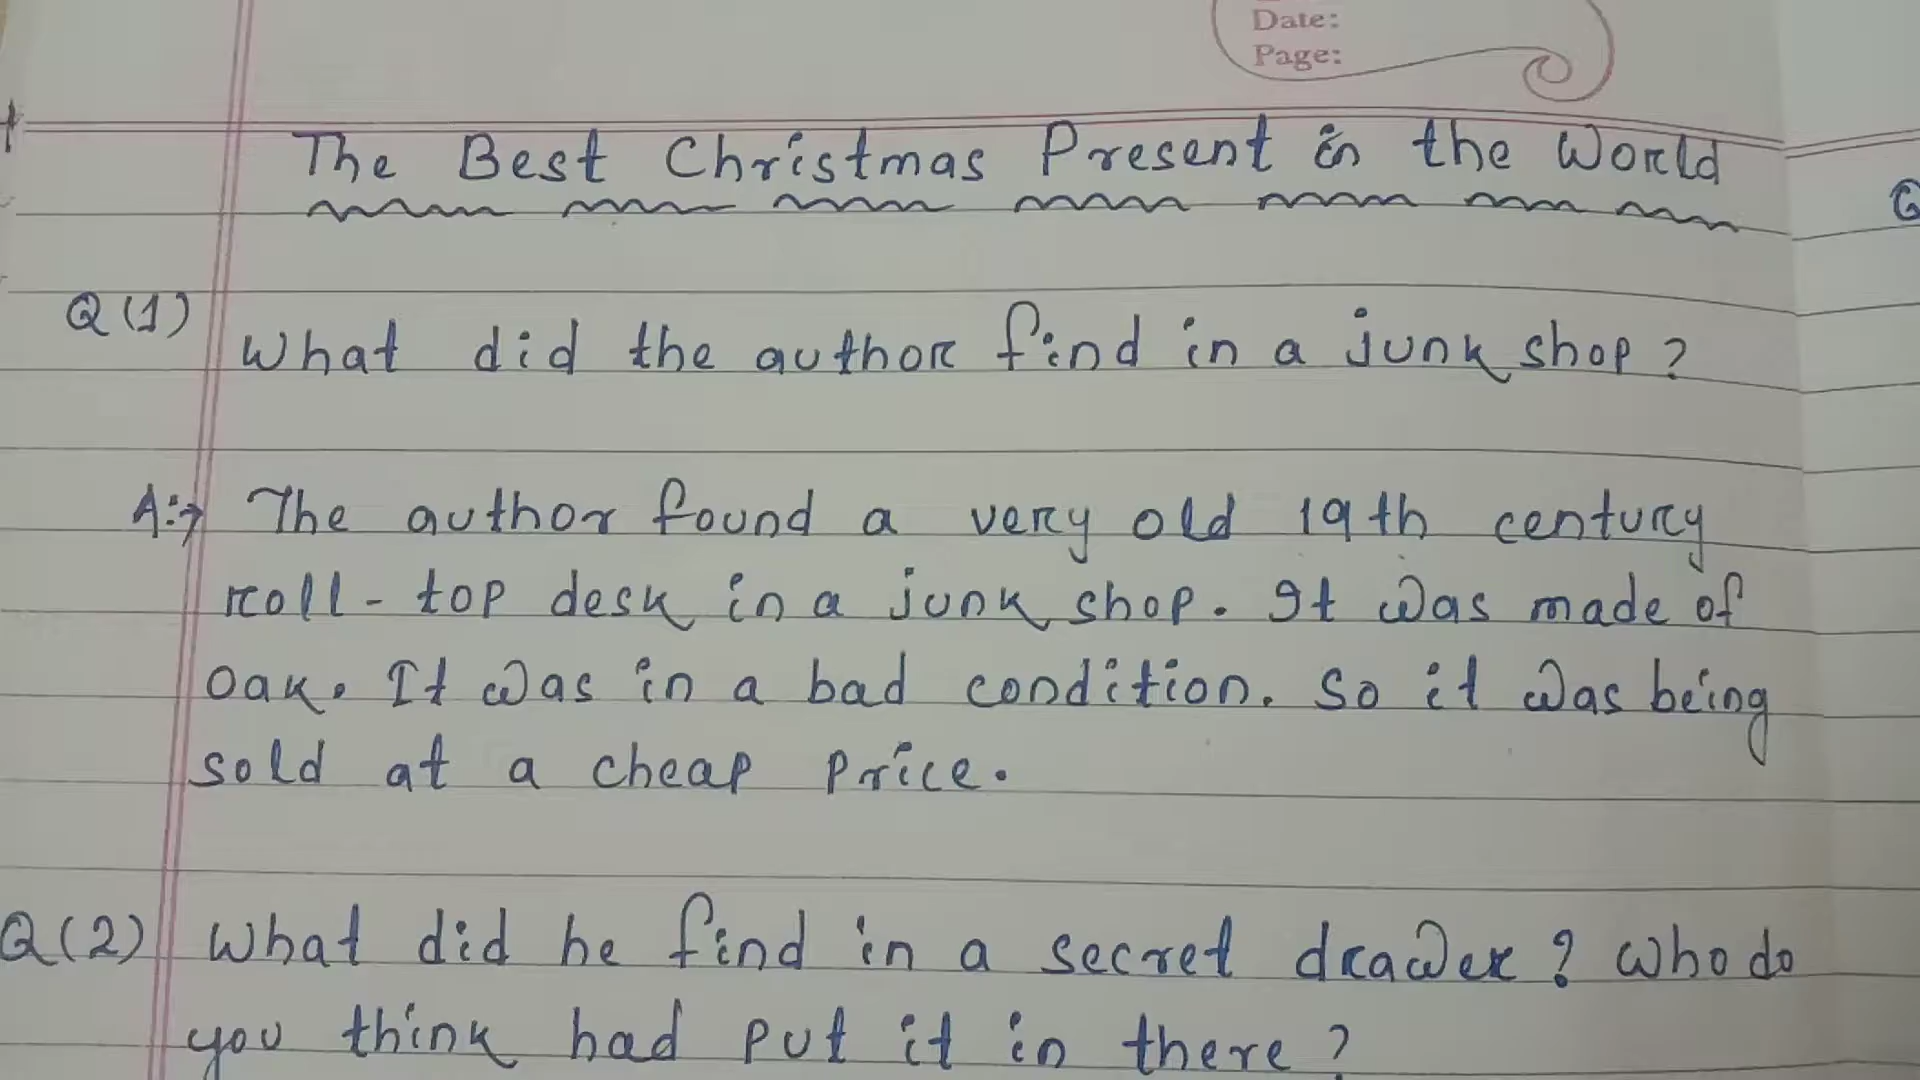 Date:
Page:
The Best Christmas Present in the World
Q(1)
What did the author find in a junk shop?
A:→ The author found a very old 19th century
roll-top desk in a junk shop. It was made of
oak. It was in a bad condition. So it was being
sold at a cheap price.
Q(2) What did he find in a secret drawer? Who do
you think had put it in there?